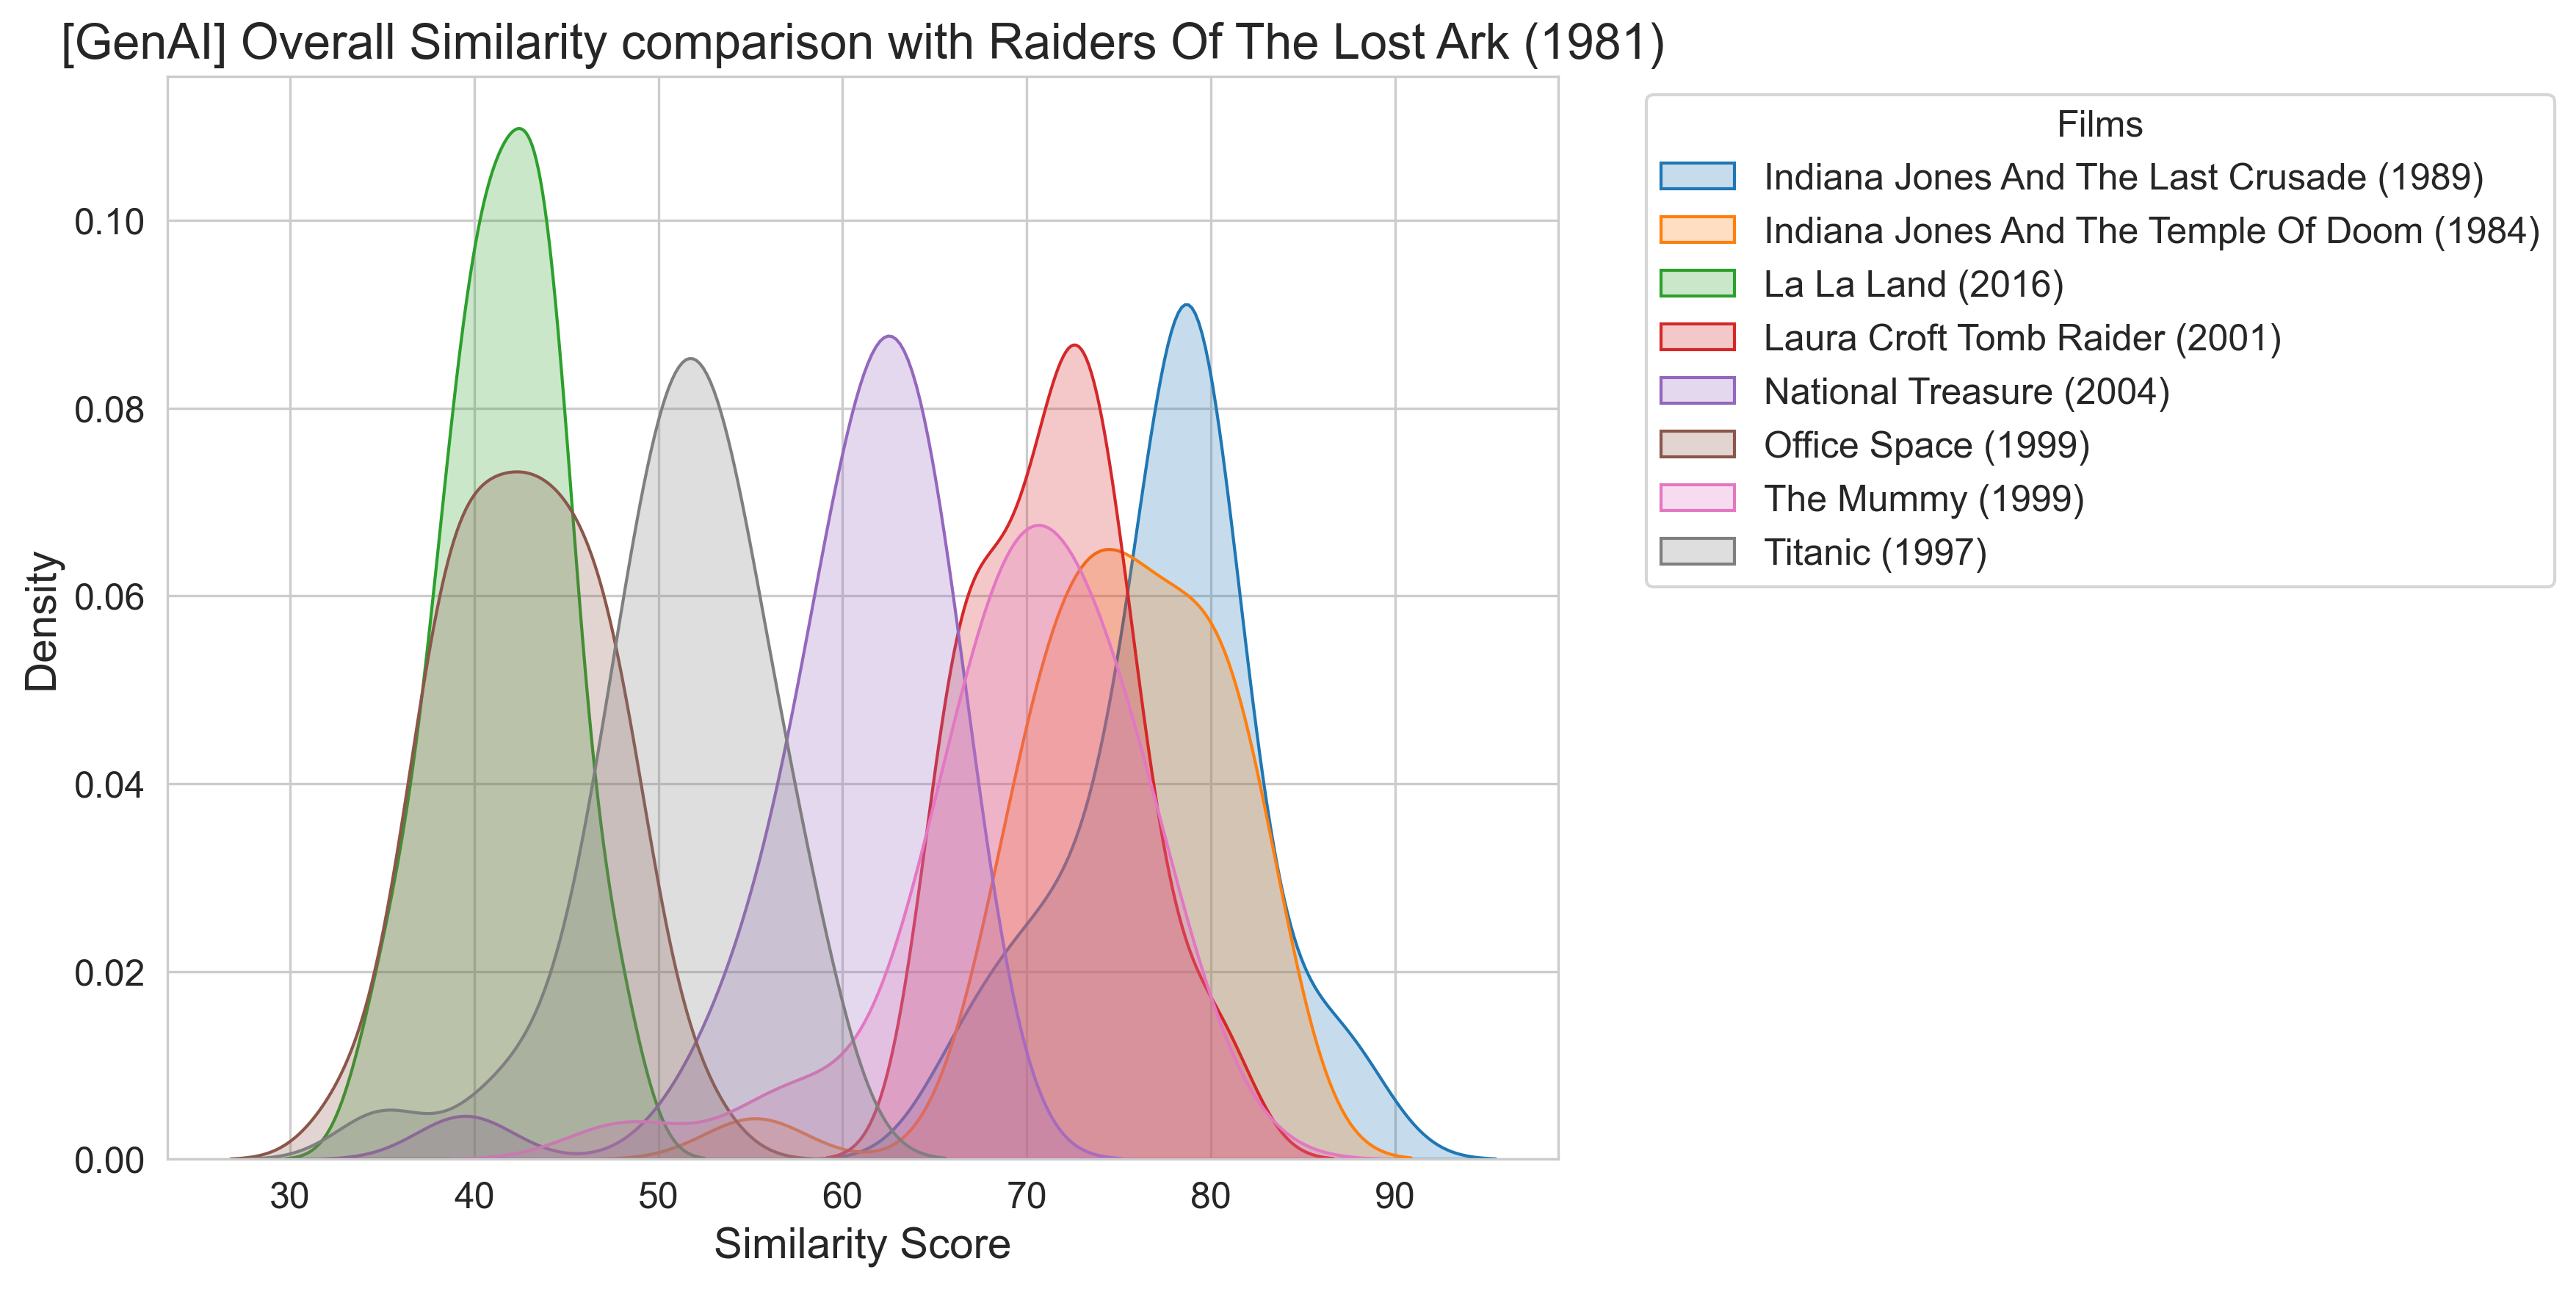 [GenAI] Overall Similarity comparison with Raiders Of The Lost Ark (1981)
Films
Indiana Jones And The Last Crusade (1989)
Indiana Jones And The Temple Of Doom (1984)
La La Land (2016)
Laura Croft Tomb Raider (2001)
National Treasure (2004)
Office Space (1999)
The Mummy (1999)
Titanic (1997)
Density
0.10
0.08
0.06
0.04
0.02
0.00
30 40 50 60 70 80 90
Similarity Score